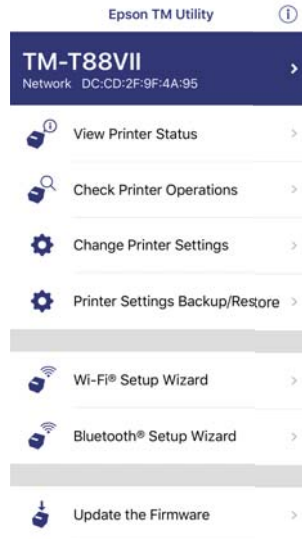 Epson TM Utility
TM-T88VII
Network DC:CD:2F:9F:4A:95
View Printer Status
Check Printer Operations
Change Printer Settings
Printer Settings Backup/Restore
Wi-Fi® Setup Wizard
Bluetooth® Setup Wizard
Update the Firmware